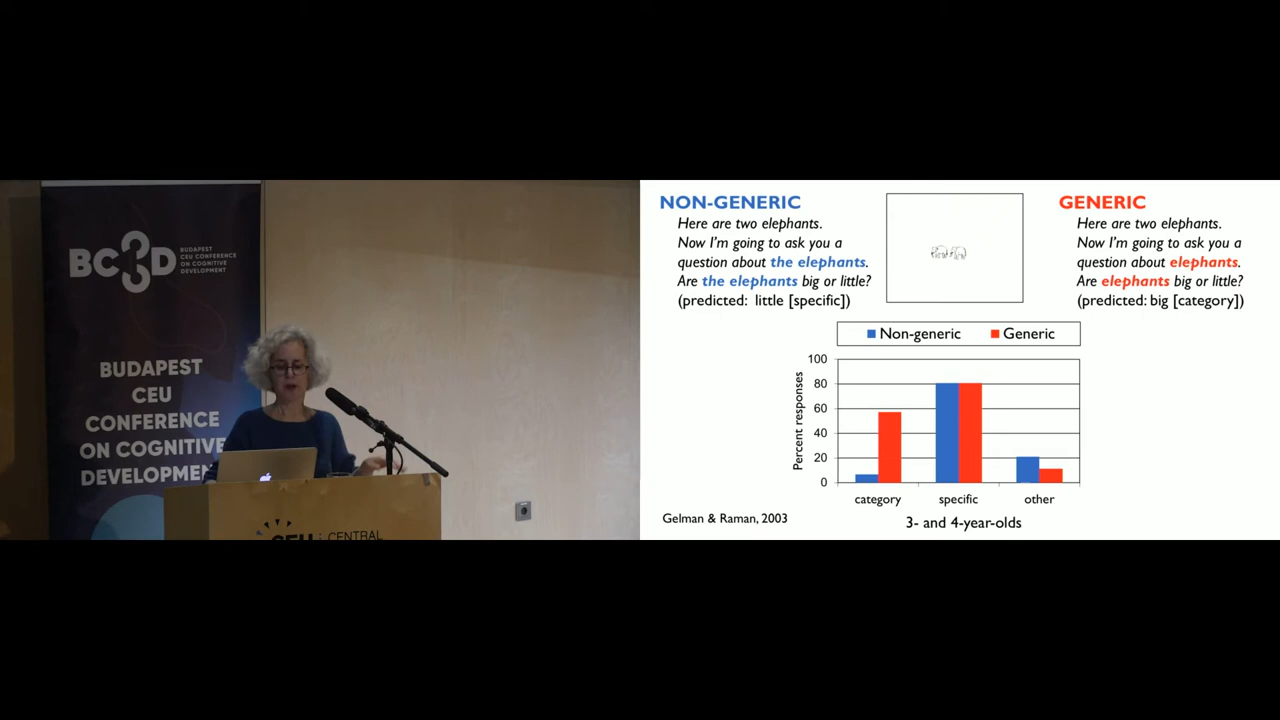 BC3D
BUDAPEST
CEU CONFERENCE
ON COGNITIVE
DEVELOPMENT
BUDAPEST
CEU
CONFERENCE
ON COGNITIVE
DEVELOPMEN
CEU
CENTRAL
NON-GENERIC
Here are two elephants.
Now I'm going to ask you a
question about the elephants.
Are the elephants big or little?
(predicted: little [specific])
GENERIC
Here are two elephants.
Now I'm going to ask you a
question about elephants.
Are elephants big or little?
(predicted: big [category])
Non-generic Generic
Percent responses
100
80
60
40
20
0
category specific other
3- and 4-year-olds
Gelman & Raman, 2003